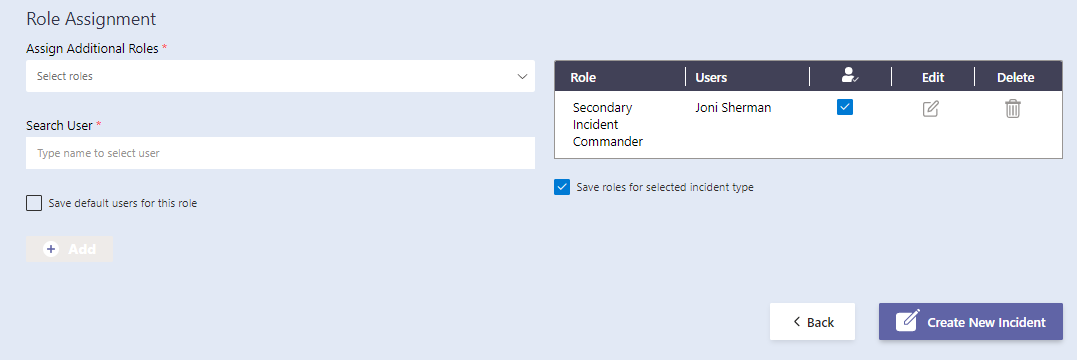 Role Assignment
Assign Additional Roles *
Select roles
Search User *
Type name to select user
Save default users for this role
Add
Role Users Edit Delete
Secondary Joni Sherman
Incident
Commander
Save roles for selected incident type
Back
Create New Incident